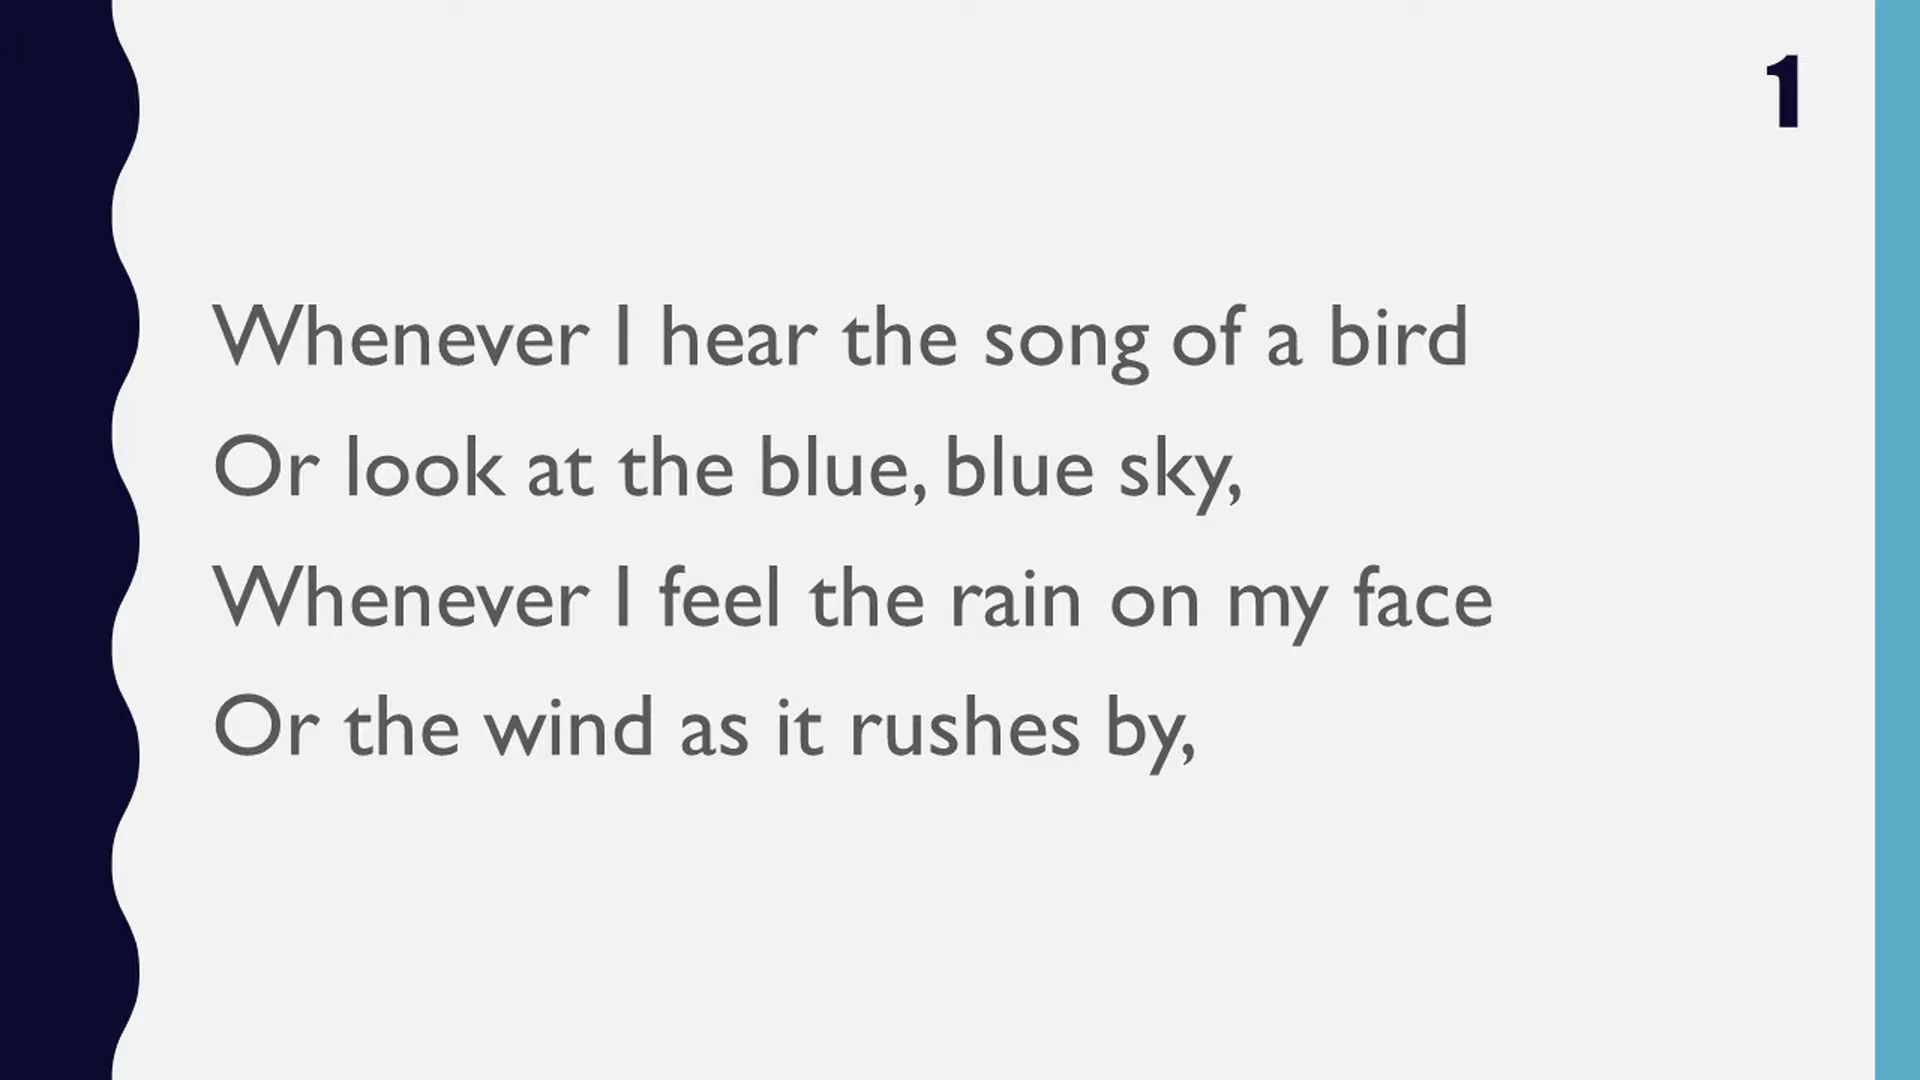 1
Whenever I hear the song of a bird
Or look at the blue, blue sky,
Whenever I feel the rain on my face
Or the wind as it rushes by,